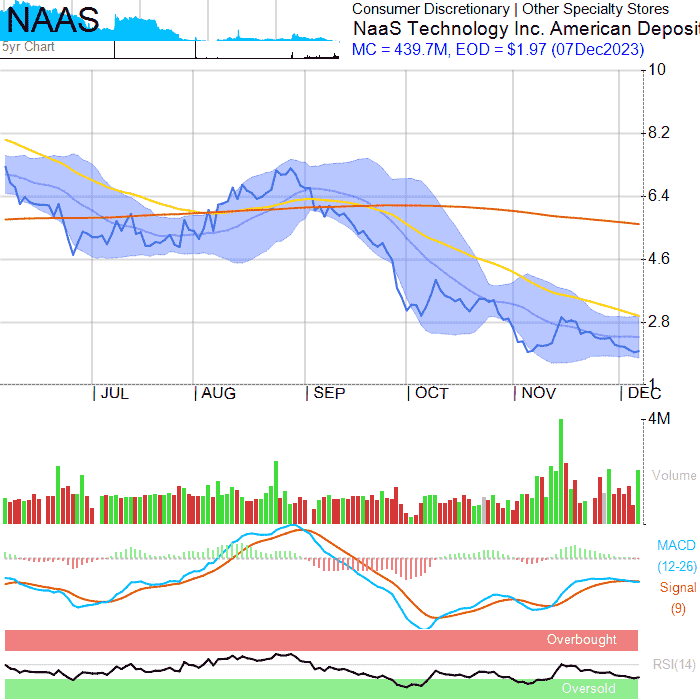 NAAS
Consumer Discretionary | Other Specialty Stores
NaaS Technology Inc. American Deposi
MC = 439.7M, EOD = $1.97 (07Dec2023)
5yr Chart
10
8.2
6.4
4.6
2.8
1
JUL AUG SEP OCT NOV DEC
4M
Volume
MACD
(12-26)
Signal
(9)
Overbought
RSI(14)
Oversold